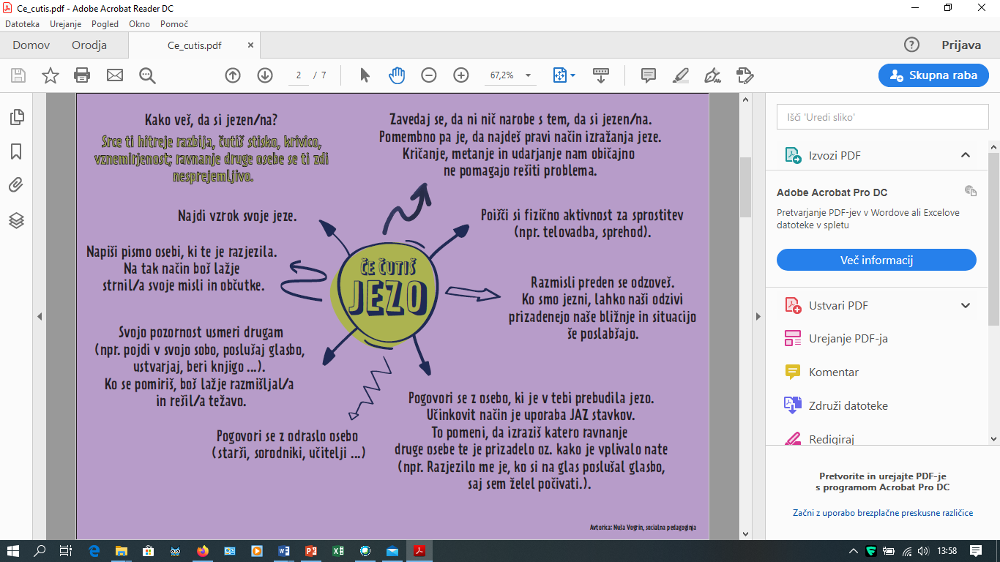 Ce_cutis.pdf - Adobe Acrobat Reader DC
Datoteka Urejanje Pogled Okno Pomoč
Domov Orodja Ce_cutis.pdf × Prijava
2 / 7 67,2% Skupna raba
Kako veš, da si jezen/na?
Srce ti hitreje razbija, čutiš stisko, krivico,
vznemirjenost; ravnanje druge osebe se ti zdi
nesprejemljivo.
Zavedaj se, da ni nič narobe s tem, da si jezen/na.
Pomembno pa je, da najdeš pravi način izražanja jeze.
Kričanje, metanje in udarjanje nam običajno
ne pomagajo rešiti problema.
Najdi vzrok svoje jeze.
Poišči si fizično aktivnost za sprostitev
(npr. telovadba, sprehod).
Napiši pismo osebi, ki te je razjezila.
Na tak način boš lažje
strnil/a svoje misli in občutke.
ČE ČUTIŠ
JEZO
Razmisli preden se odzoveš.
Ko smo jezni, lahko naši odzivi
prizadenejo naše bližnje in situacijo
še poslabšajo.
Svojo pozornost usmeri drugam
(npr. pojdi v svojo sobo, poslušaj glasbo,
ustvarjaj, beri knjigo ...).
Ko se pomiriš, boš lažje razmišljal/a
in rešil/a težavo.
Pogovori se z odraslo osebo
(starši, sorodniki, učitelji ...)
Pogovori se z osebo, ki je v tebi prebudila jezo.
Učinkovit način je uporaba JAZ stavkov.
To pomeni, da izraziš katero ravnanje
druge osebe te je prizadelo oz. kako je vplivalo nate
(npr. Razjezilo me je, ko si na glas poslušal glasbo,
saj sem želel počivati.).
Avtorica: Nuša Vogrin, socialna pedagoginja
Išči 'Uredi sliko'
Izvozi PDF
Adobe Acrobat Pro DC
Pretvarjanje PDF-jev v Wordove ali Excelove
datoteke v spletu
Več informacij
Ustvari PDF
Urejanje PDF-ja
Komentar
Združi datoteke
Redigiraj
Pretvorite in urejajte PDF-je
s programom Acrobat Pro DC
Začni z uporabo brezplačne preskusne različice
13:58